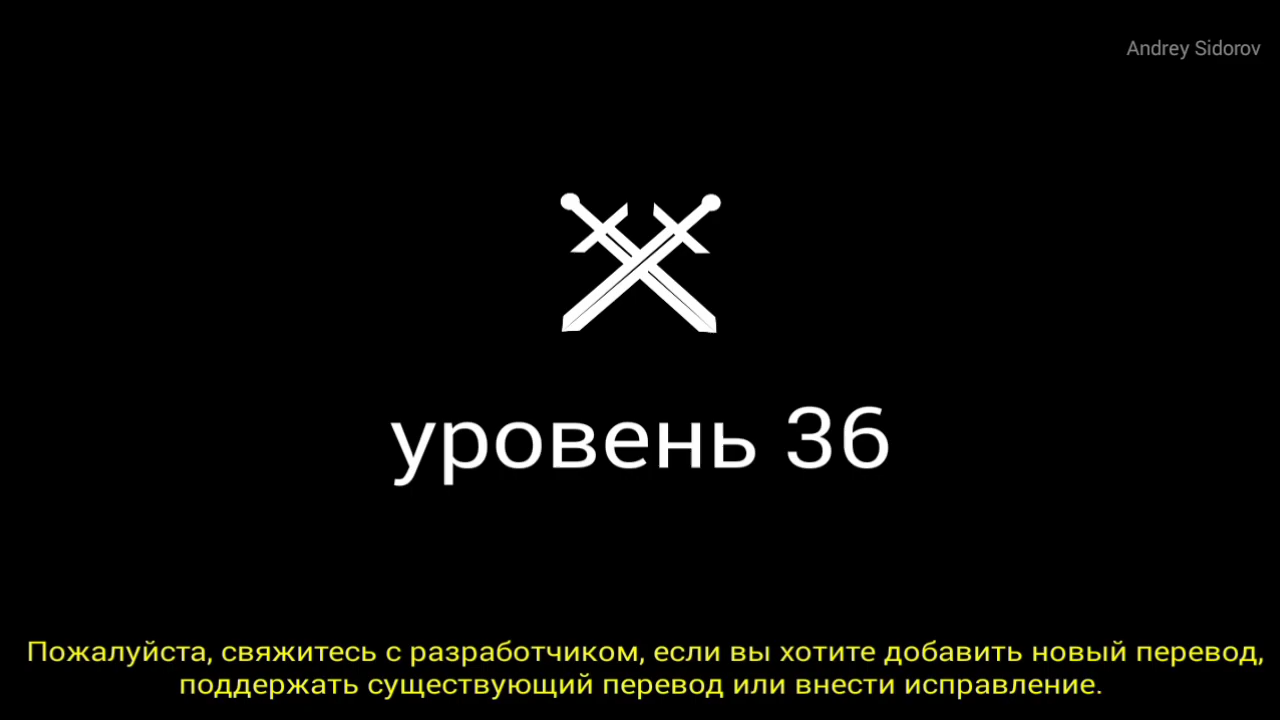 Andrey Sidorov
уровень 36
Пожалуйста, свяжитесь с разработчиком, если вы хотите добавить новый перевод,
поддержать существующий перевод или внести исправление.